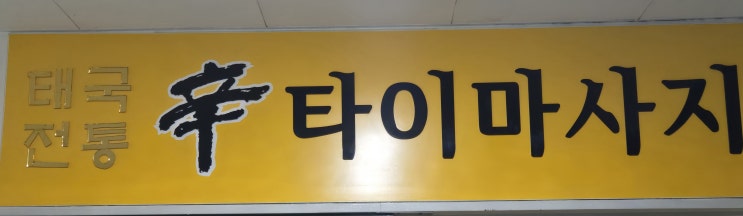 태국
전통
辛 타이마사지